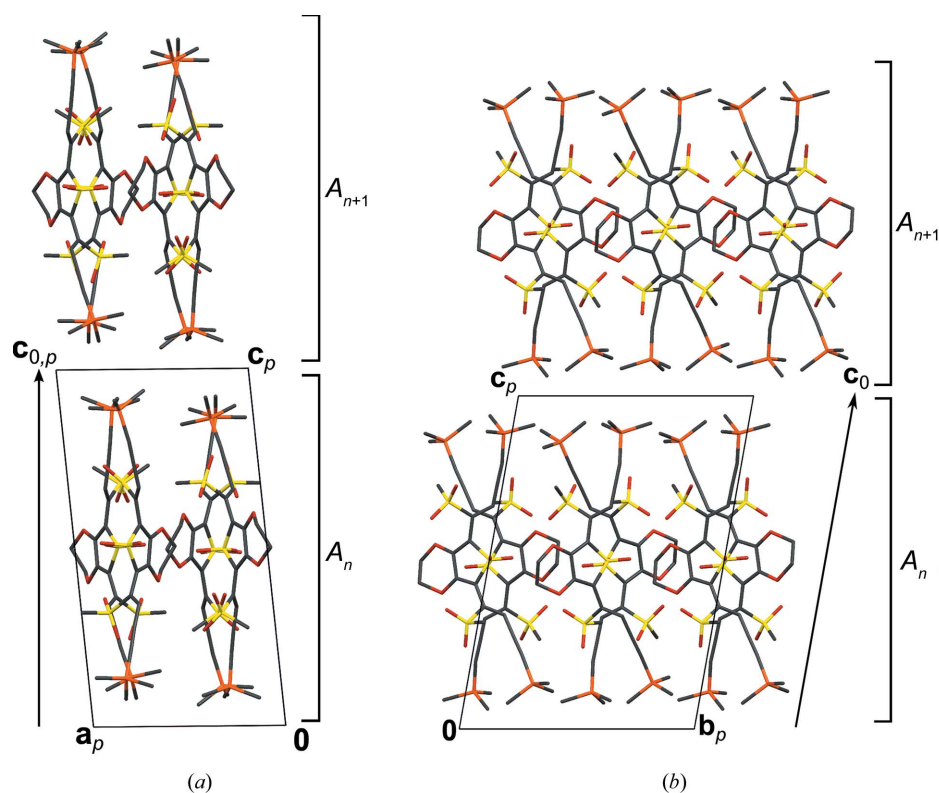 A_{n+1}
c_{0,p}
c_p
A_n
a_p
0
(a)
A_{n+1}
c_p
c_0
A_n
0
b_p
(b)